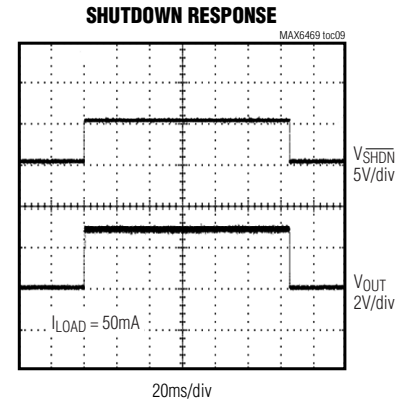 SHUTDOWN RESPONSE
MAX6469 toc09
VSHDN
5V/div
VOUT
2V/div
ILOAD = 50mA
20ms/div